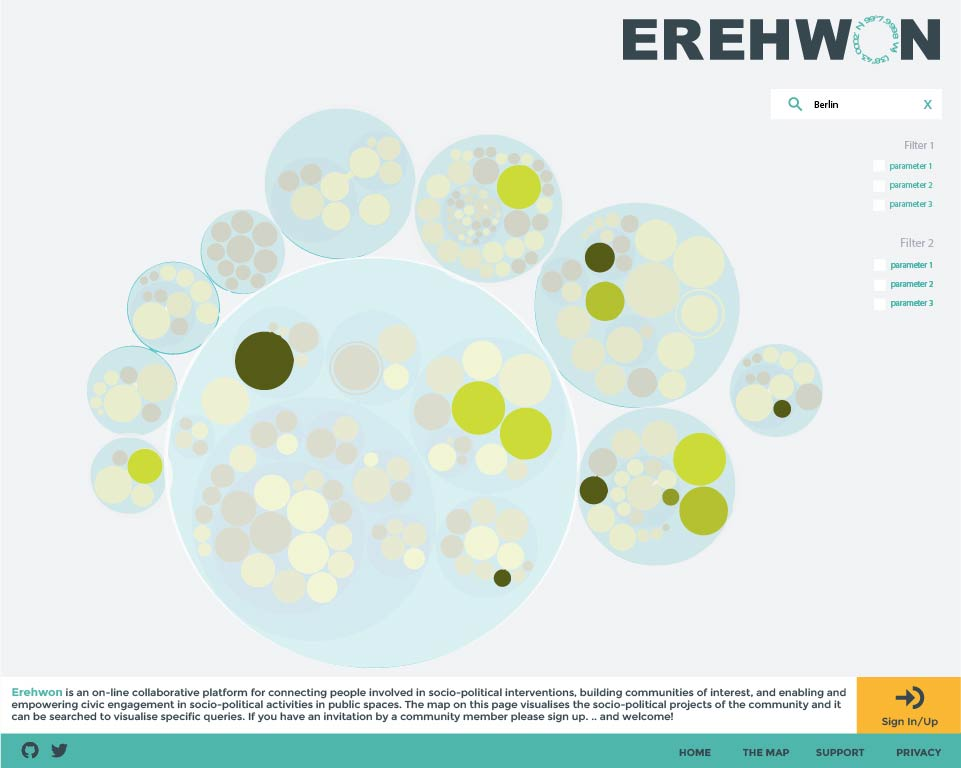 EREHWON
Berlin X
Filter 1
parameter 1
parameter 2
parameter 3
Filter 2
parameter 1
parameter 2
parameter 3
Erehwon is an on-line collaborative platform for connecting people involved in socio-political interventions, building communities of interest, and enabling and
empowering civic engagement in socio-political activities in public spaces. The map on this page visualises the socio-political projects of the community and it
can be searched to visualise specific queries. If you have an invitation by a community member please sign up. .. and welcome!
Sign In/Up
HOME THE MAP SUPPORT PRIVACY